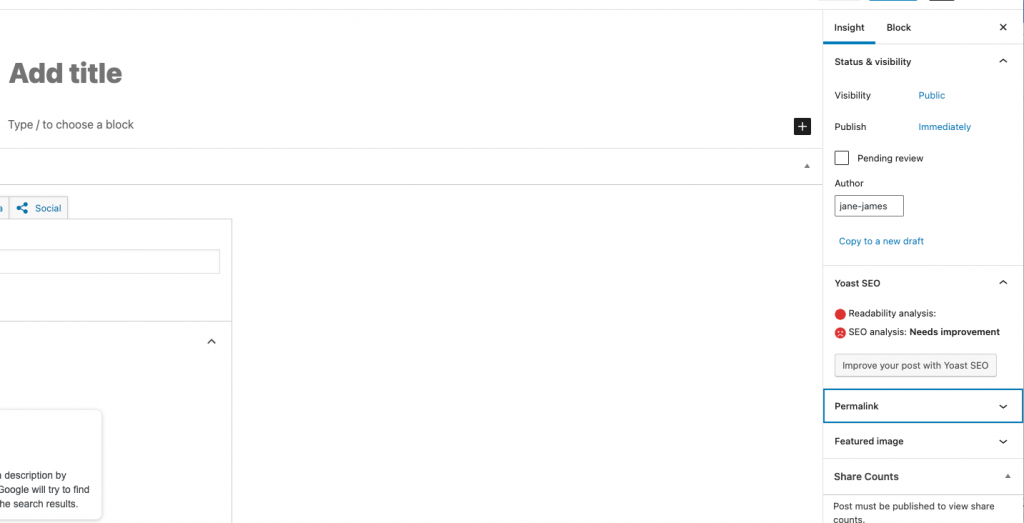 Add title
Type / to choose a block
Social
description by
Google will try to find
the search results.
Insight
Block
Status & visibility
Visibility
Public
Publish
Immediately
Pending review
Author
jane-james
Copy to a new draft
Yoast SEO
Readability analysis:
SEO analysis: Needs improvement
Improve your post with Yoast SEO
Permalink
Featured image
Share Counts
Post must be published to view share
counts.